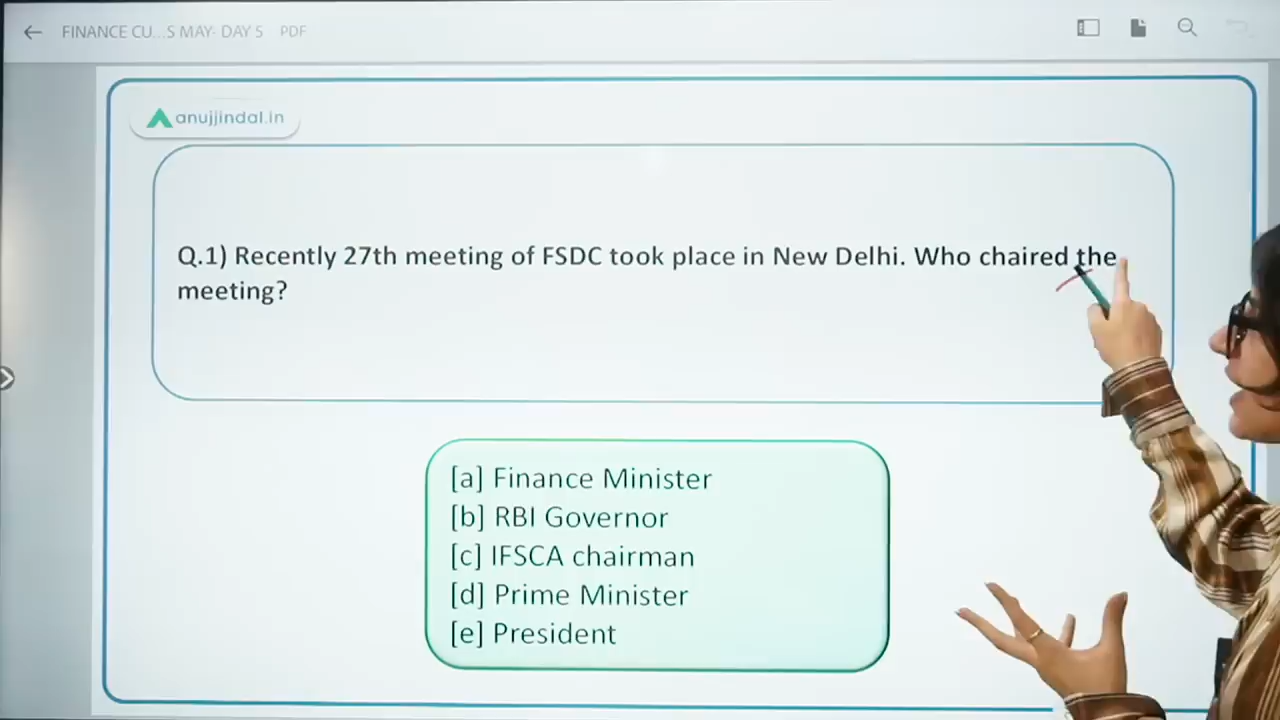 FINANCE CU...S MAY- DAY 5 PDF
anujjindal.in
Q.1) Recently 27th meeting of FSDC took place in New Delhi. Who chaired the
meeting?
[a] Finance Minister
[b] RBI Governor
[c] IFSCA chairman
[d] Prime Minister
[e] President